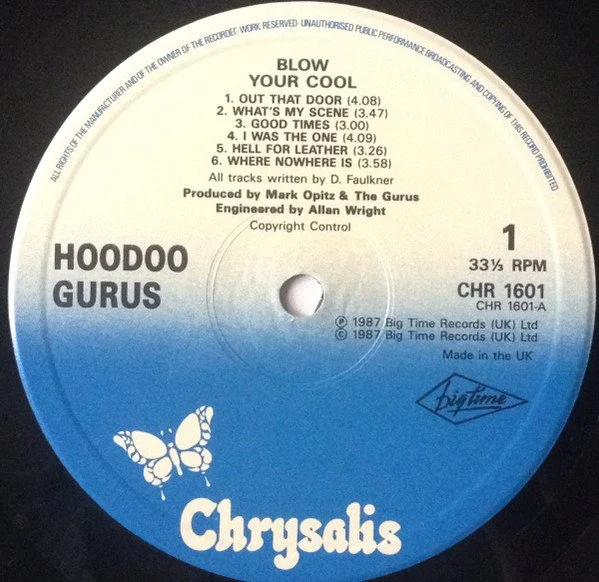 ALL RIGHTS OF THE MANUFACTURER AND OF THE OWNER OF THE RECORDED WORK RESERVED · UNAUTHORISED PUBLIC PERFORMANCE BROADCASTING AND COPYING OF THIS RECORD PROHIBITED
BLOW
YOUR COOL
1. OUT THAT DOOR (4.08)
2. WHAT'S MY SCENE (3.47)
3. GOOD TIMES (3.00)
4. I WAS THE ONE (4.09)
5. HELL FOR LEATHER (3.26)
6. WHERE NOWHERE IS (3.58)
All tracks written by D. Faulkner
Produced by Mark Opitz & The Gurus
Engineered by Allan Wright
Copyright Control
HOODOO
GURUS
1
33⅓ RPM
CHR 1601
CHR 1601-A
℗ 1987 Big Time Records (UK) Ltd
© 1987 Big Time Records (UK) Ltd
Made in the UK
bigtime
Chrysalis